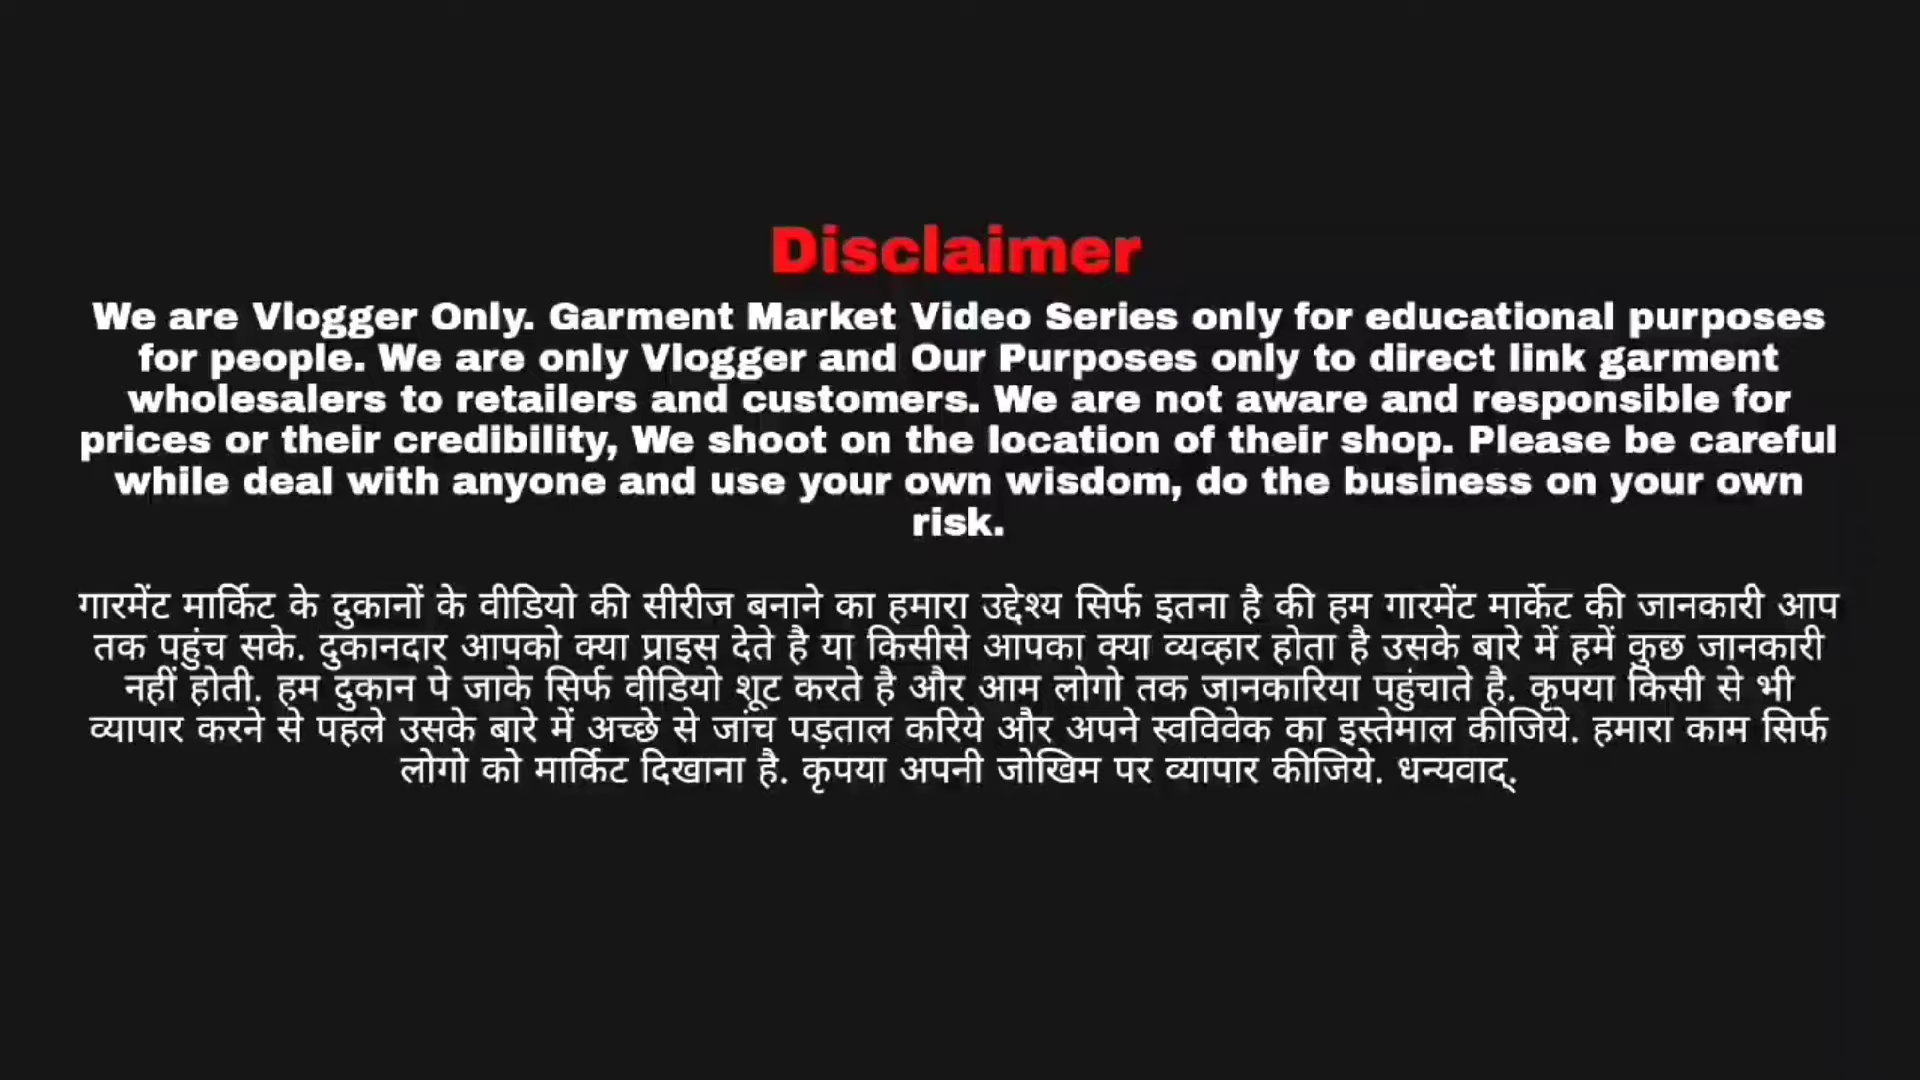 Disclaimer
We are Vlogger Only. Garment Market Video Series only for educational purposes
for people. We are only Vlogger and Our Purposes only to direct link garment
wholesalers to retailers and customers. We are not aware and responsible for
prices or their credibility, We shoot on the location of their shop. Please be careful
while deal with anyone and use your own wisdom, do the business on your own
risk.
गारमेंट मार्किट के दुकानों के वीडियो की सीरीज बनाने का हमारा उद्देश्य सिर्फ इतना है की हम गारमेंट मार्केट की जानकारी आप
तक पहुंच सके. दुकानदार आपको क्या प्राइस देते है या किसीसे आपका क्या व्यव्हार होता है उसके बारे में हमें कुछ जानकारी
नहीं होती. हम दुकान पे जाके सिर्फ वीडियो शूट करते है और आम लोगो तक जानकारिया पहुंचाते है. कृपया किसी से भी
व्यापार करने से पहले उसके बारे में अच्छे से जांच पड़ताल करिये और अपने स्वविवेक का इस्तेमाल कीजिये. हमारा काम सिर्फ
लोगो को मार्किट दिखाना है. कृपया अपनी जोखिम पर व्यापार कीजिये. धन्यवाद्.